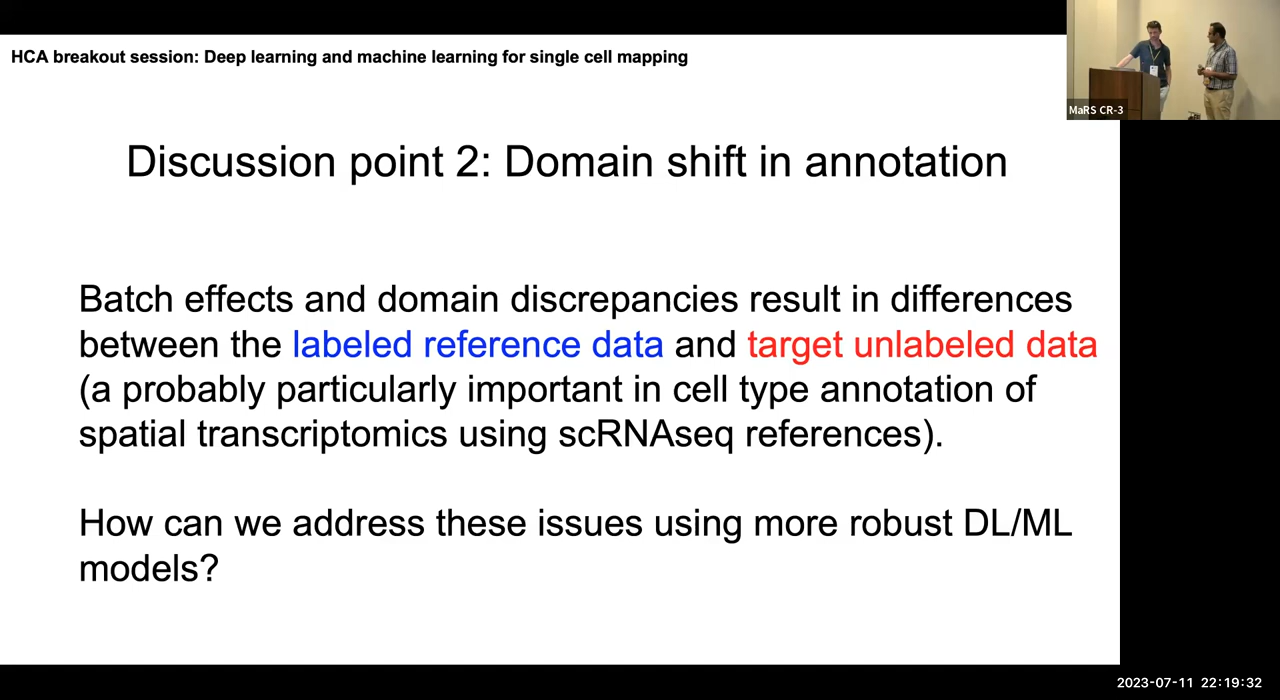 HCA breakout session: Deep learning and machine learning for single cell mapping
MaRS CR-3
Discussion point 2: Domain shift in annotation
Batch effects and domain discrepancies result in differences
between the labeled reference data and target unlabeled data
(a probably particularly important in cell type annotation of
spatial transcriptomics using scRNAseq references).
How can we address these issues using more robust DL/ML
models?
2023-07-11 22:19:32